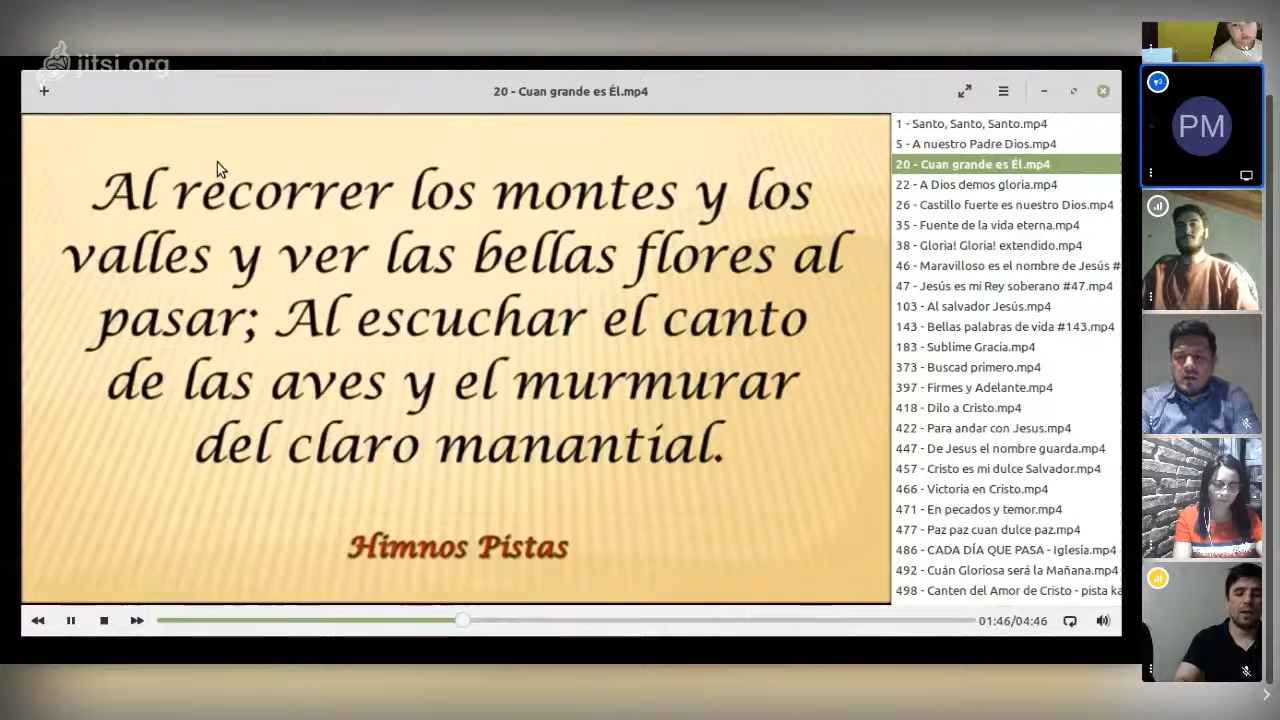 jitsi.org
20 - Cuan grande es Él.mp4
Al recorrer los montes y los
valles y ver las bellas flores al
pasar; Al escuchar el canto
de las aves y el murmurar
del claro manantial.
Himnos Pistas
1 - Santo, Santo, Santo.mp4
5 - A nuestro Padre Dios.mp4
20 - Cuan grande es Él.mp4
22 - A Dios demos gloria.mp4
26 - Castillo fuerte es nuestro Dios.mp4
35 - Fuente de la vida eterna.mp4
38 - Gloria! Gloria! extendido.mp4
46 - Maravilloso es el nombre de Jesús #
47 - Jesús es mi Rey soberano #47.mp4
103 - Al salvador Jesús.mp4
143 - Bellas palabras de vida #143.mp4
183 - Sublime Gracia.mp4
373 - Buscad primero.mp4
397 - Firmes y Adelante.mp4
418 - Dilo a Cristo.mp4
422 - Para andar con Jesus.mp4
447 - De Jesus el nombre guarda.mp4
457 - Cristo es mi dulce Salvador.mp4
466 - Victoria en Cristo.mp4
471 - En pecados y temor.mp4
477 - Paz paz cuan dulce paz.mp4
486 - CADA DÍA QUE PASA - Iglesia.mp4
492 - Cuán Gloriosa será la Mañana.mp4
498 - Canten del Amor de Cristo - pista ka
01:46/04:46
PM